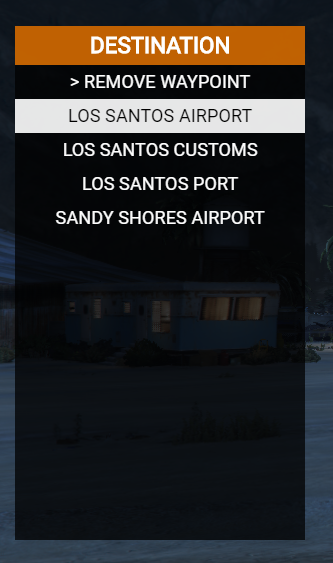 DESTINATION
> REMOVE WAYPOINT
LOS SANTOS AIRPORT
LOS SANTOS CUSTOMS
LOS SANTOS PORT
SANDY SHORES AIRPORT